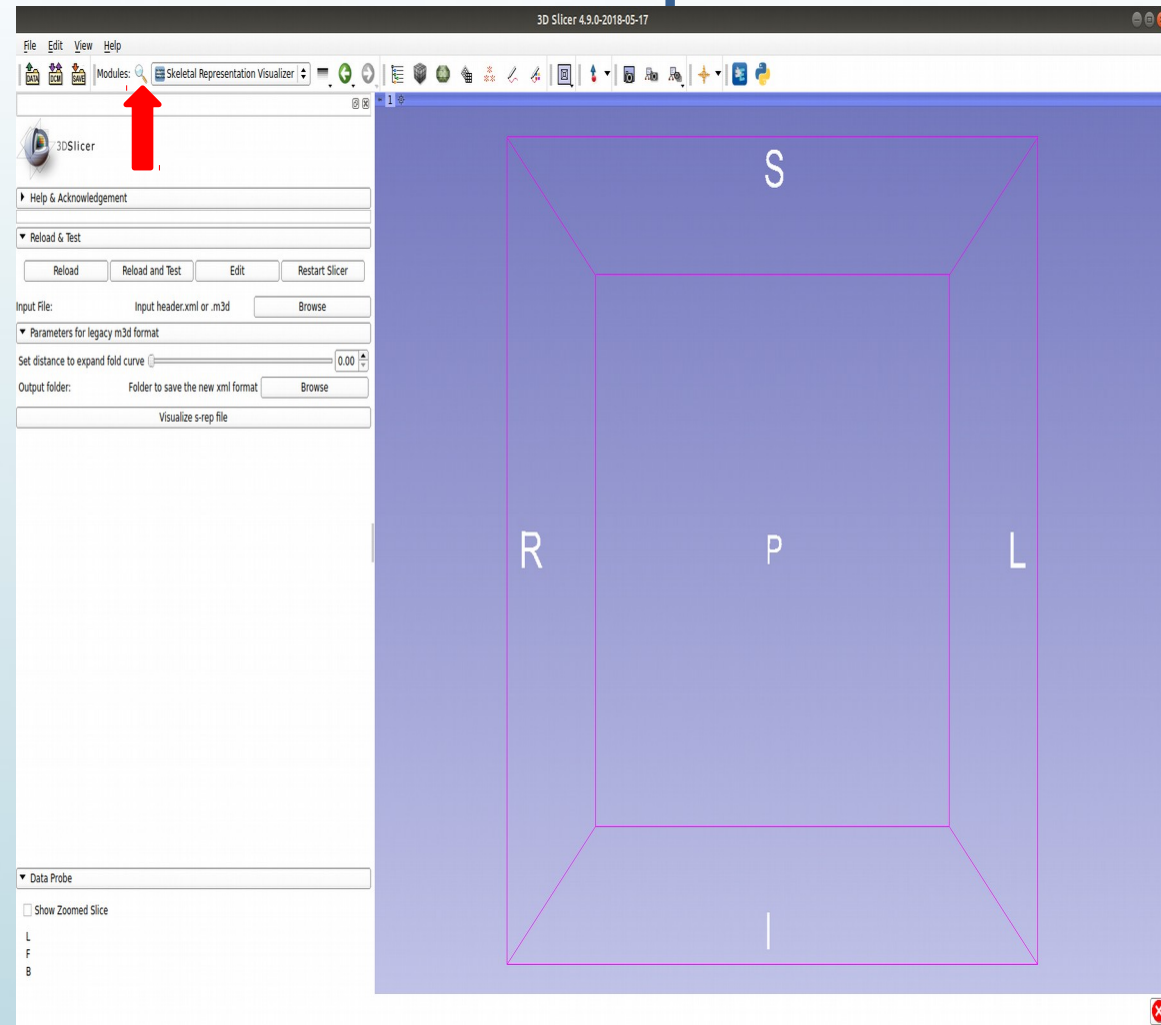 3D Slicer 4.9.0-2018-05-17
File Edit View Help
DATA DCM SAVE Modules: Skeletal Representation Visualizer
1
3DSlicer
Help & Acknowledgement
Reload & Test
Reload Reload and Test Edit Restart Slicer
Input File: Input header.xml or .m3d Browse
Parameters for legacy m3d format
Set distance to expand fold curve 0.00
Output folder: Folder to save the new xml format Browse
Visualize s-rep file
S
R P L
I
Data Probe
Show Zoomed Slice
L
F
B